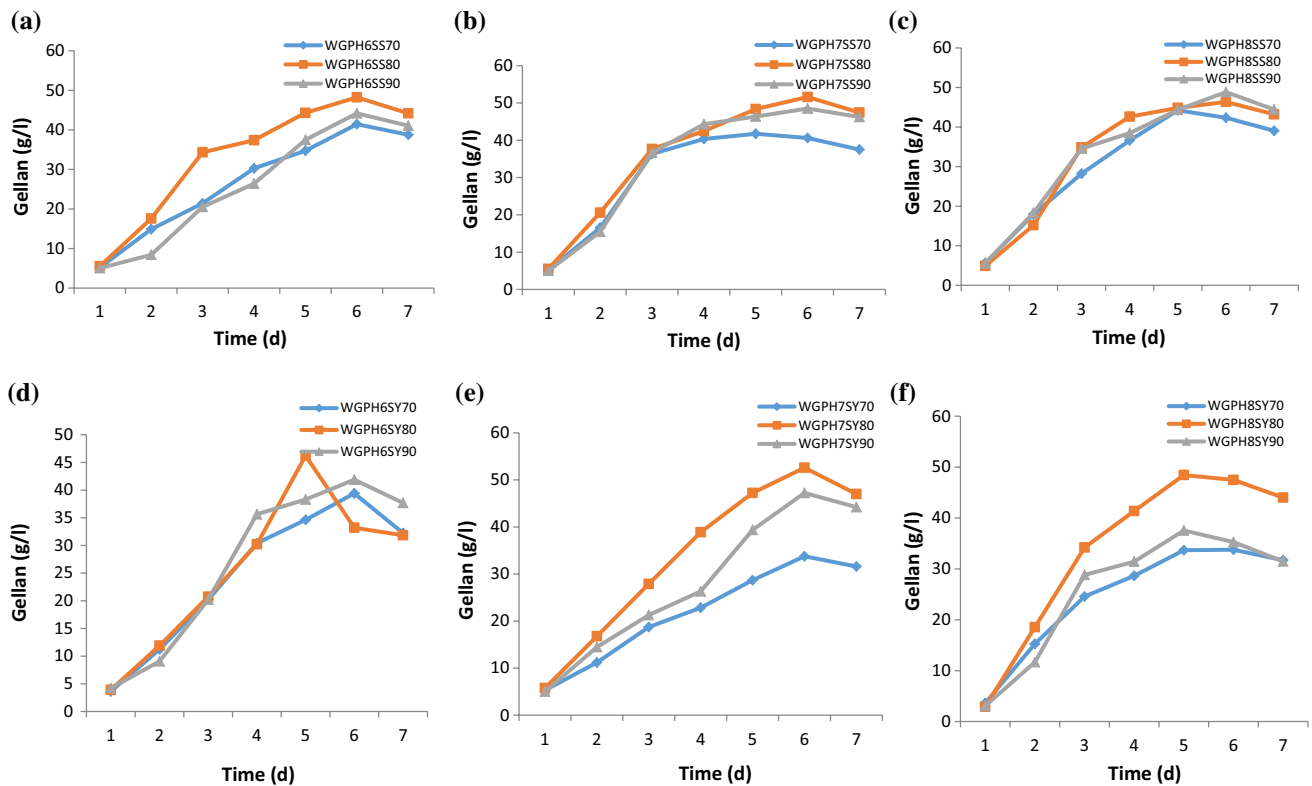 (a)
WGPH6SS70
WGPH6SS80
WGPH6SS90
60
50
40
30
20
10
0
Gellan (g/l)
1 2 3 4 5 6 7
Time (d)
(b)
WGPH7SS70
WGPH7SS80
WGPH7SS90
60
50
40
30
20
10
0
Gellan (g/l)
1 2 3 4 5 6 7
Time (d)
(c)
WGPH8SS70
WGPH8SS80
WGPH8SS90
60
50
40
30
20
10
0
Gellan (g/l)
1 2 3 4 5 6 7
Time (d)
(d)
WGPH6SY70
WGPH6SY80
WGPH6SY90
50
45
40
35
30
25
20
15
10
5
0
Gellan (g/l)
1 2 3 4 5 6 7
Time (d)
(e)
WGPH7SY70
WGPH7SY80
WGPH7SY90
60
50
40
30
20
10
0
Gellan (g/l)
1 2 3 4 5 6 7
Time (d)
(f)
WGPH8SY70
WGPH8SY80
WGPH8SY90
60
50
40
30
20
10
0
Gellan (g/l)
1 2 3 4 5 6 7
Time (d)